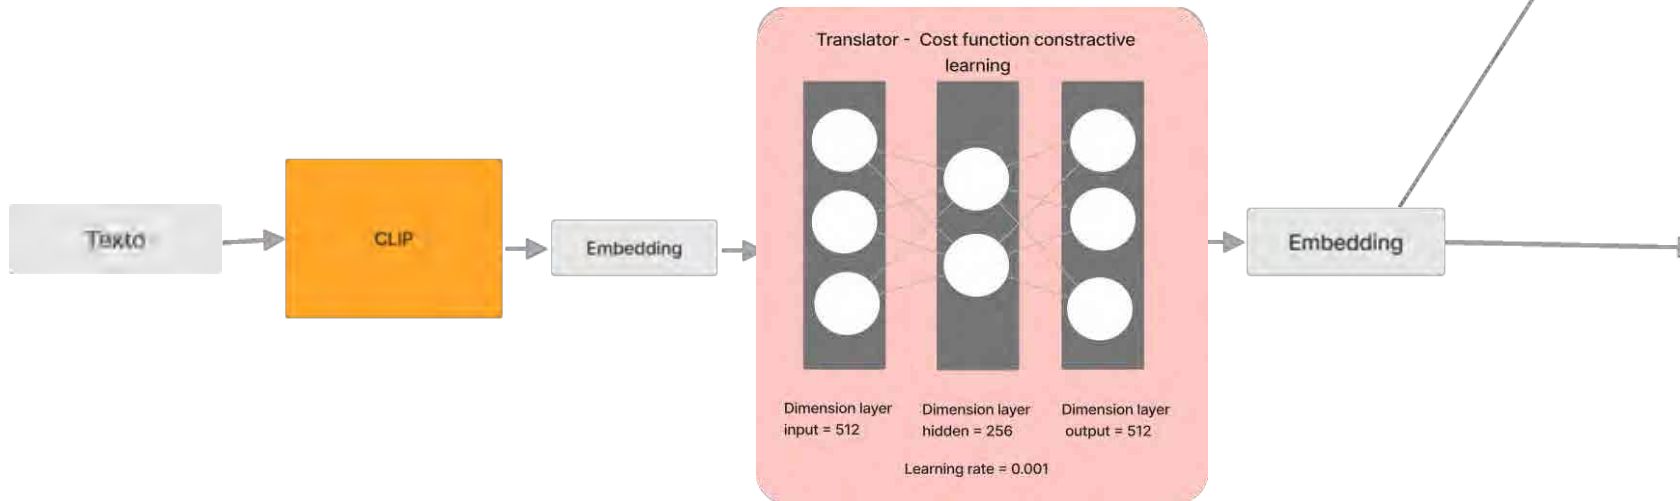 Texto
CLIP
Embedding
Translator - Cost function constractive
learning
Dimension layer
input = 512
Dimension layer
hidden = 256
Dimension layer
output = 512
Learning rate = 0.001
Embedding